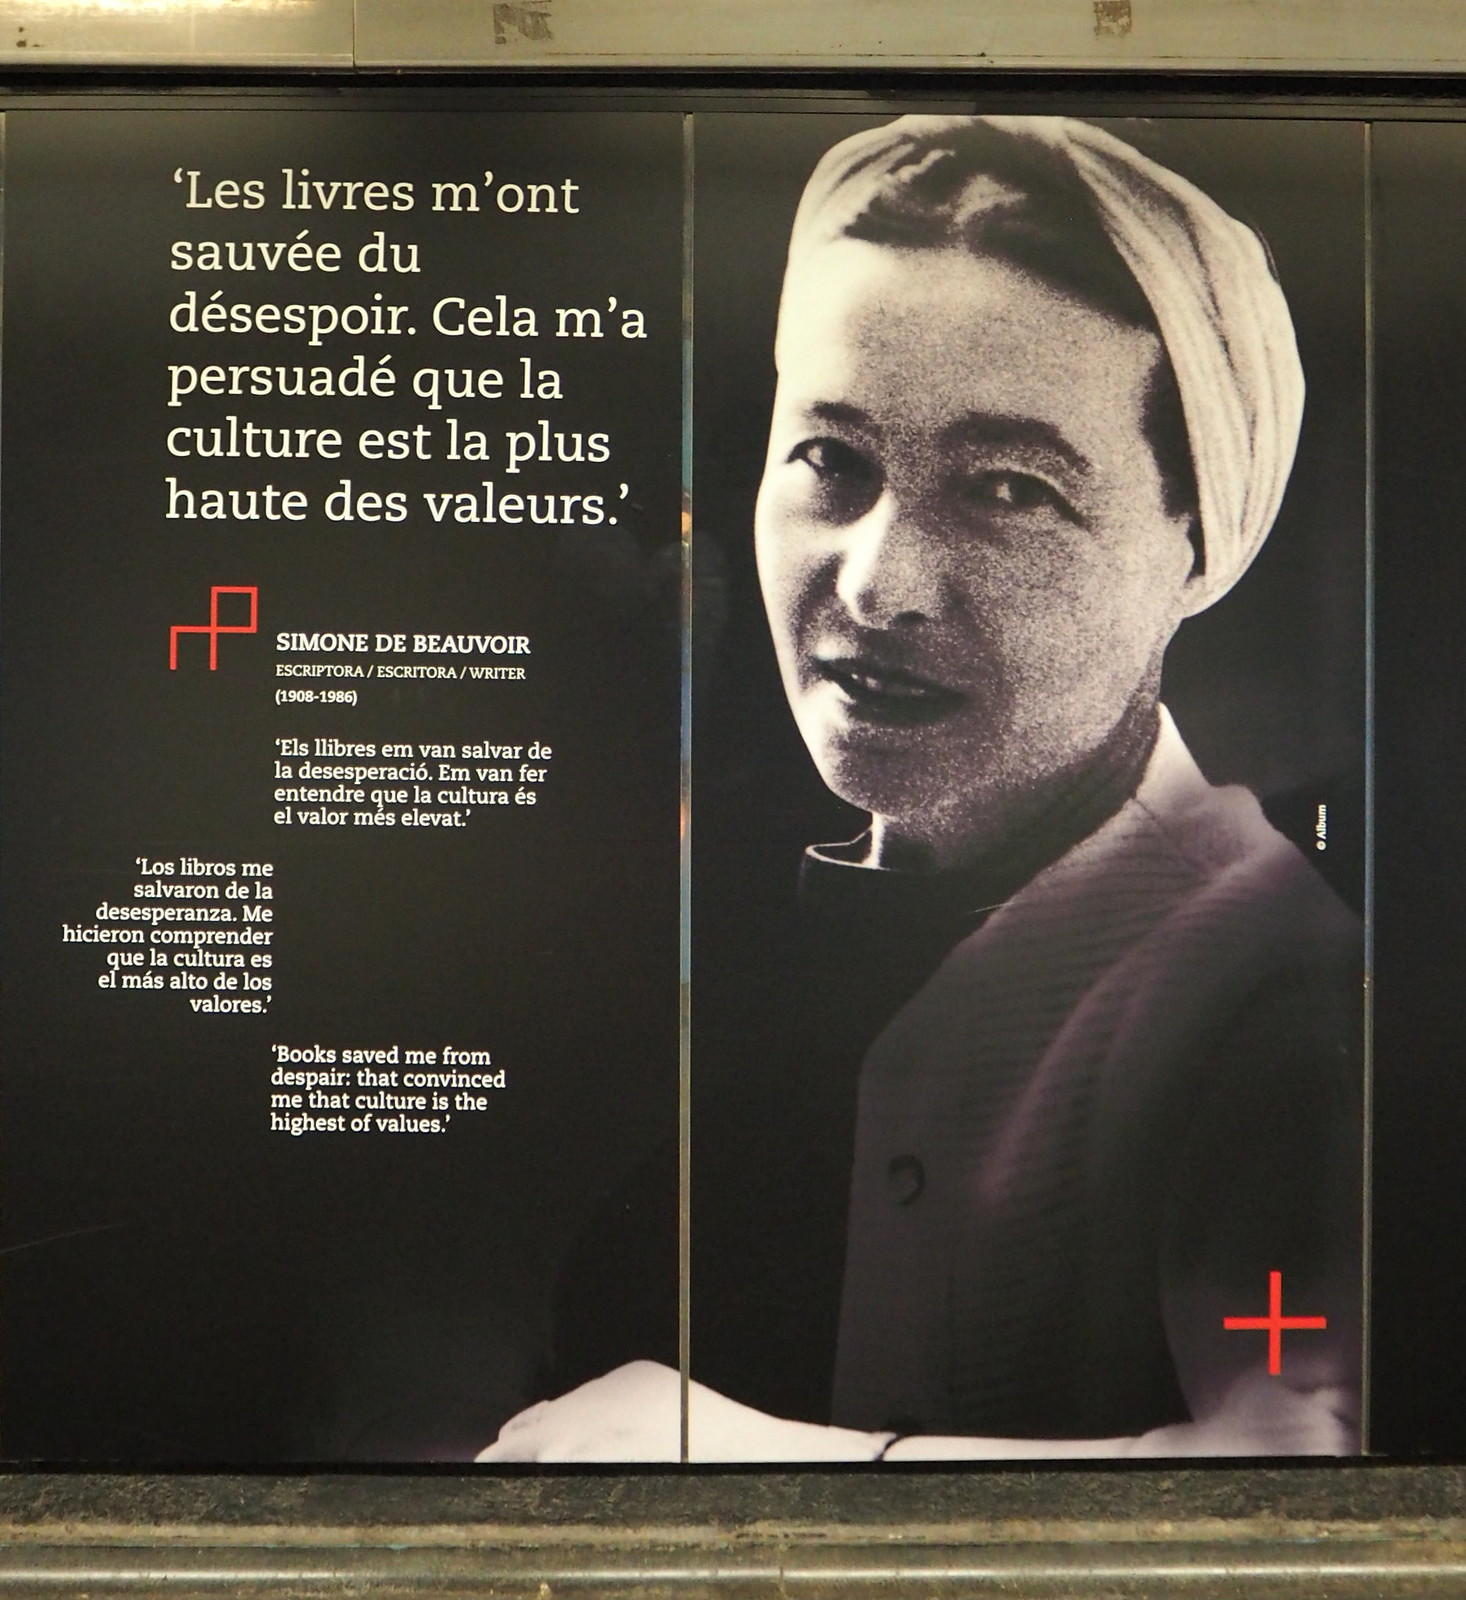 ‘Les livres m’ont
sauvée du
désespoir. Cela m’a
persuadé que la
culture est la plus
haute des valeurs.’
SIMONE DE BEAUVOIR
ESCRIPTORA / ESCRITORA / WRITER
(1908-1986)
‘Els llibres em van salvar de
la desesperació. Em van fer
entendre que la cultura és
el valor més elevat.’
‘Los libros me
salvaron de la
desesperanza. Me
hicieron comprender
que la cultura es
el más alto de los
valores.’
‘Books saved me from
despair: that convinced
me that culture is the
highest of values.’
© Album